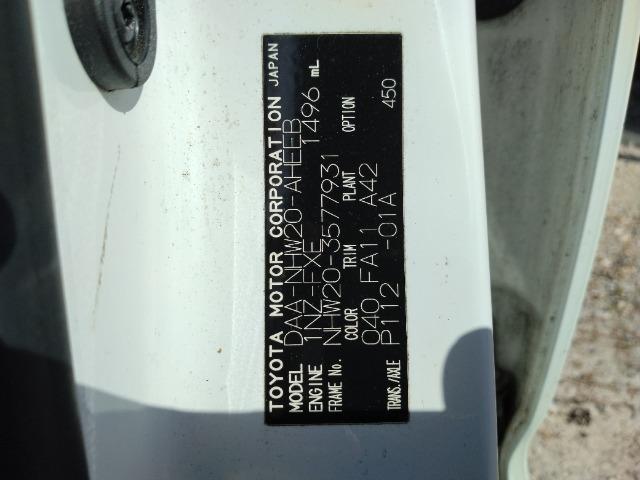 TOYOTA MOTOR CORPORATION JAPAN
MODEL DAA-NHW20-AHEEB
ENGINE 1NZ-FXE 1496 mL
FRAME No. NHW20-3577931
COLOR TRIM PLANT OPTION
040 FA11 A42 450
TRANS./AXLE P112 -01A